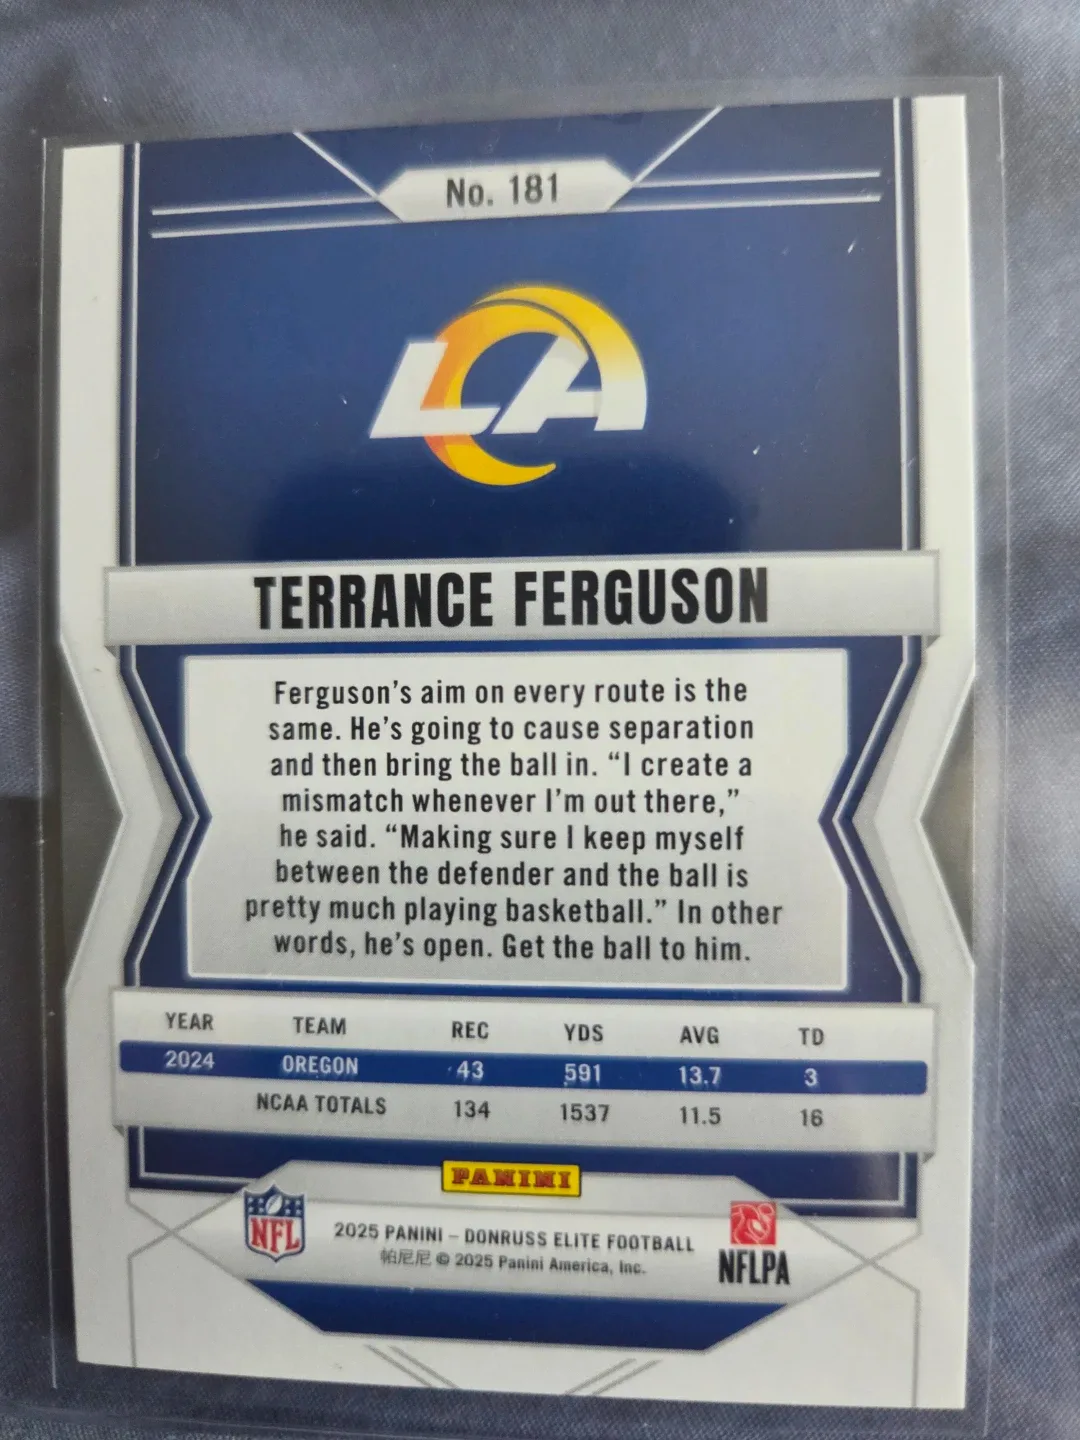 No. 181
LA
TERRANCE FERGUSON
Ferguson's aim on every route is the
same. He's going to cause separation
and then bring the ball in. “I create a
mismatch whenever I'm out there,”
he said. “Making sure I keep myself
between the defender and the ball is
pretty much playing basketball.” In other
words, he's open. Get the ball to him.
YEAR TEAM REC YDS AVG TD
2024 OREGON 43 591 13.7 3
NCAA TOTALS 134 1537 11.5 16
PANINI
NFL
2025 PANINI – DONRUSS ELITE FOOTBALL
帕尼尼 © 2025 Panini America, Inc.
NFLPA